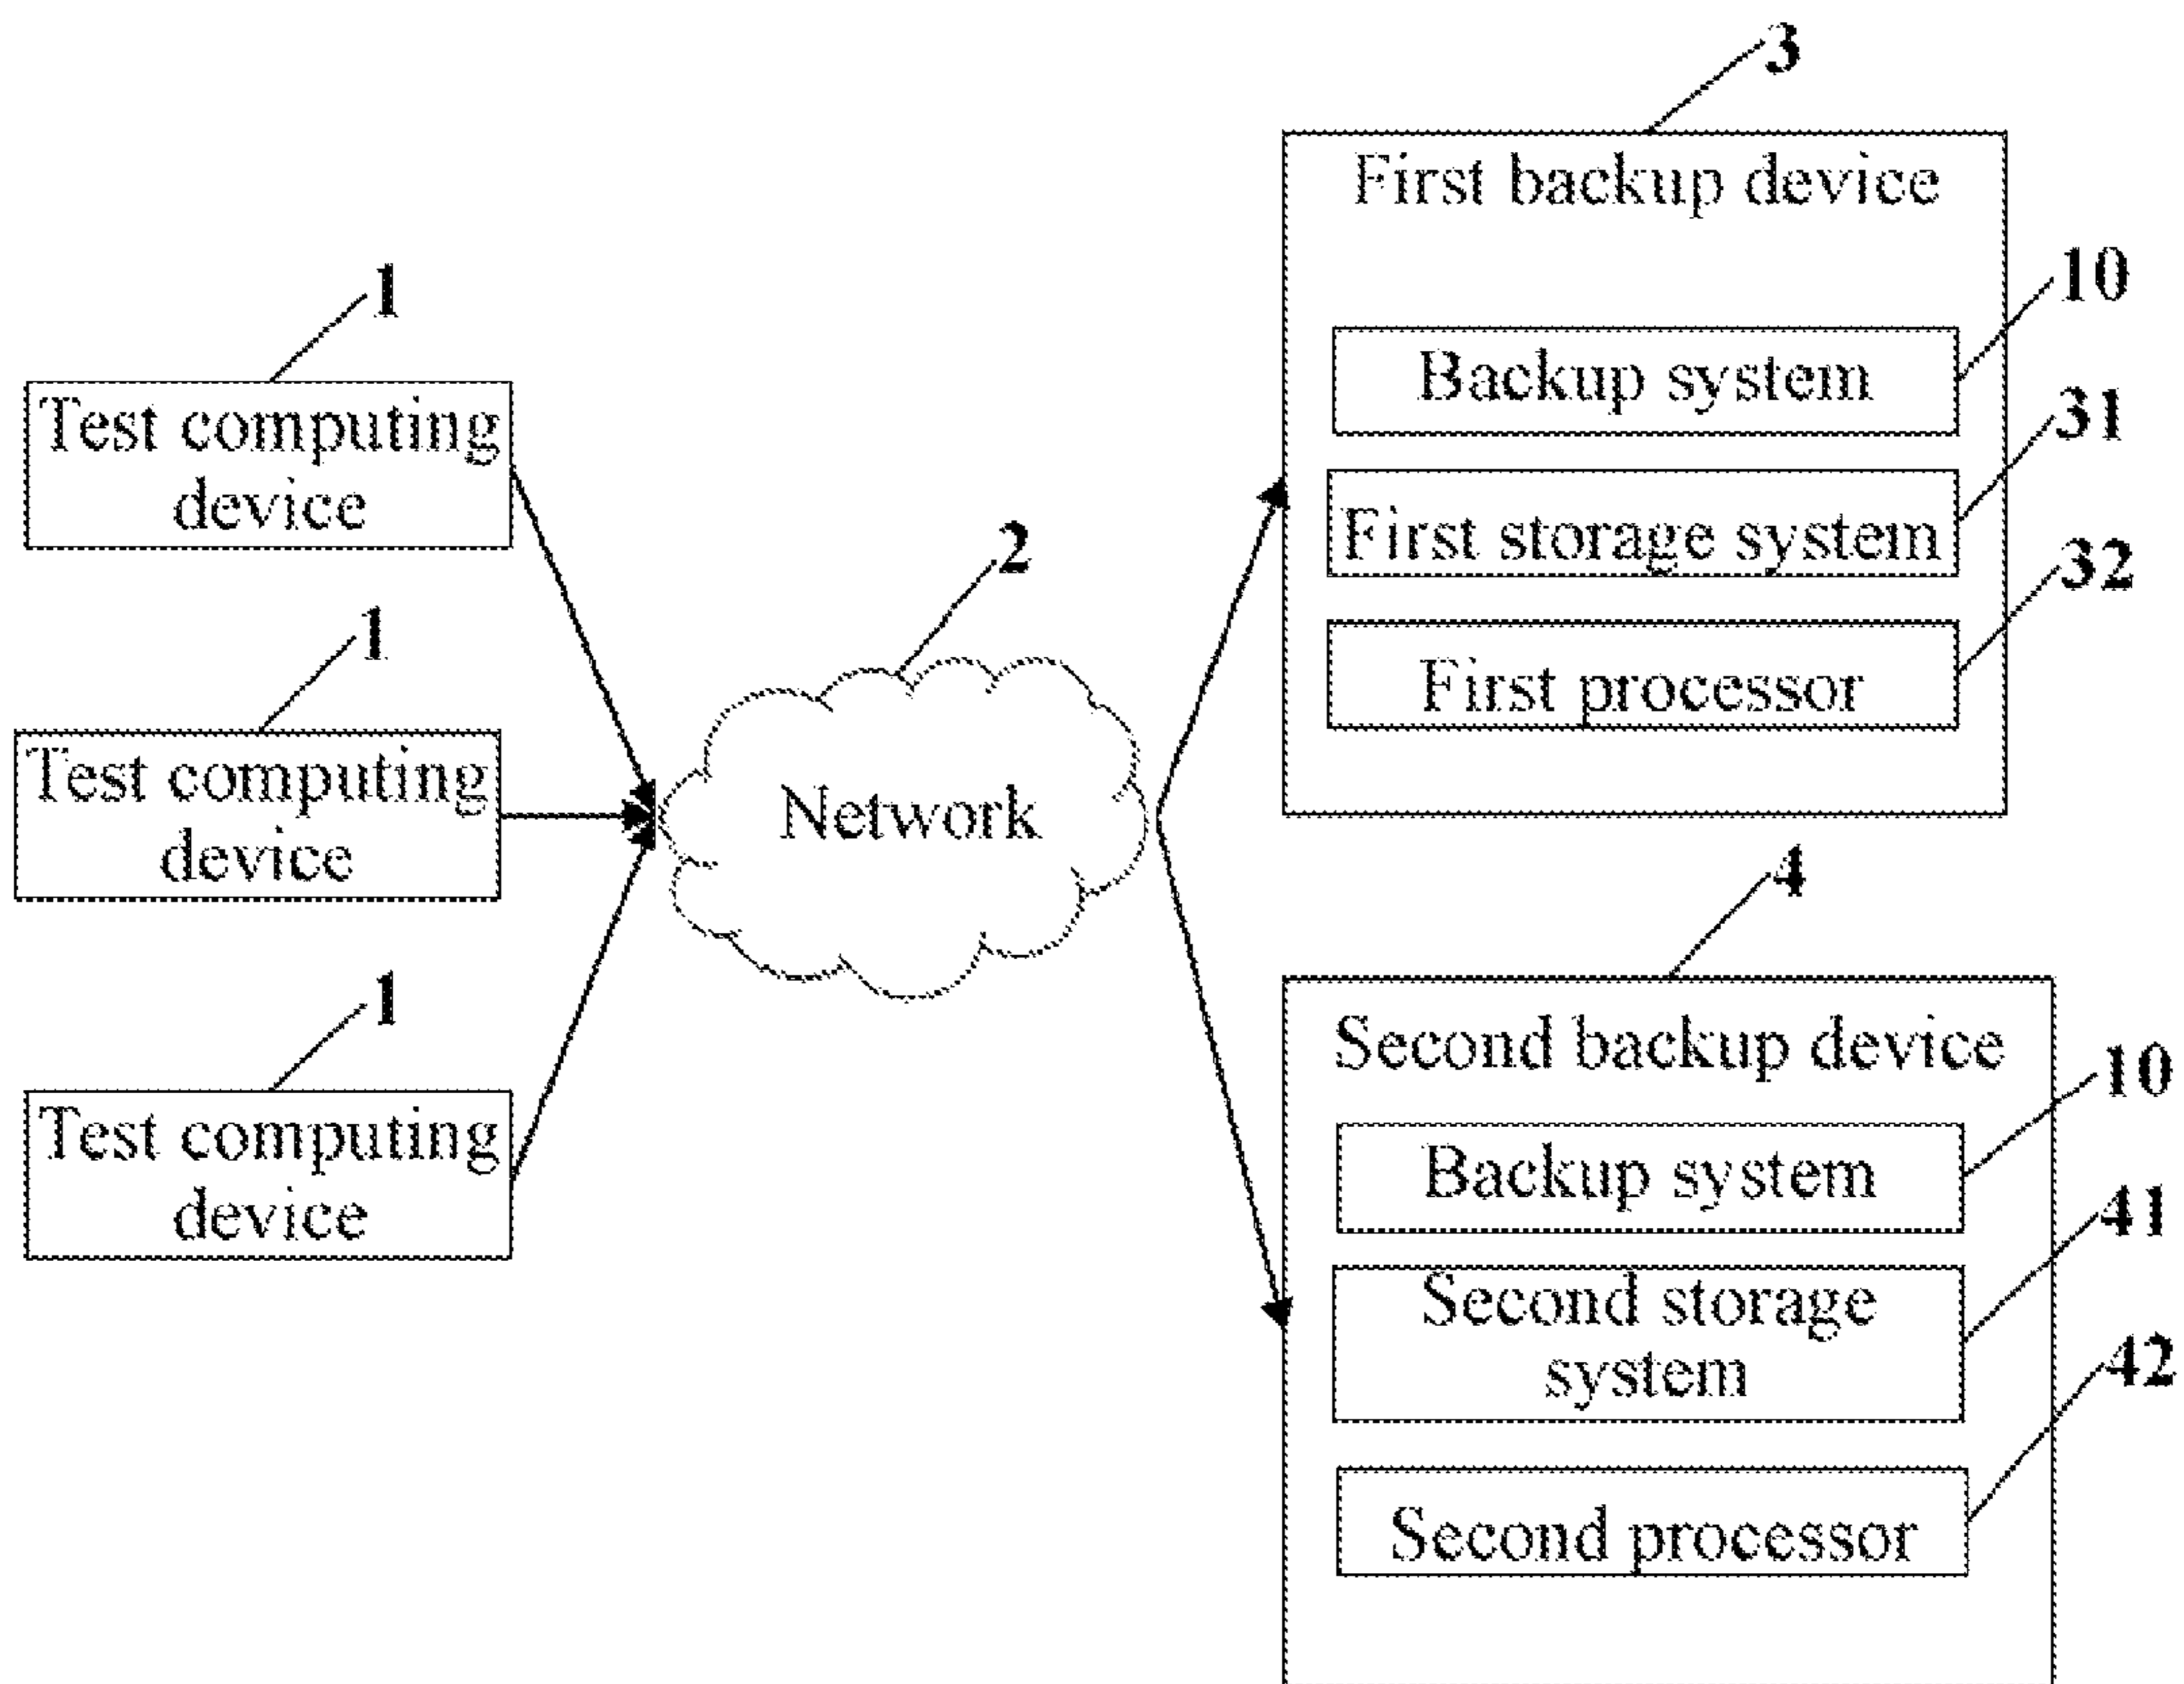 1
Test computing
device
1
Test computing
device
1
Test computing
device
2
Network
3
First backup device
10
Backup system
31
First storage system
32
First processor
4
Second backup device
10
Backup system
41
Second storage
system
42
Second processor